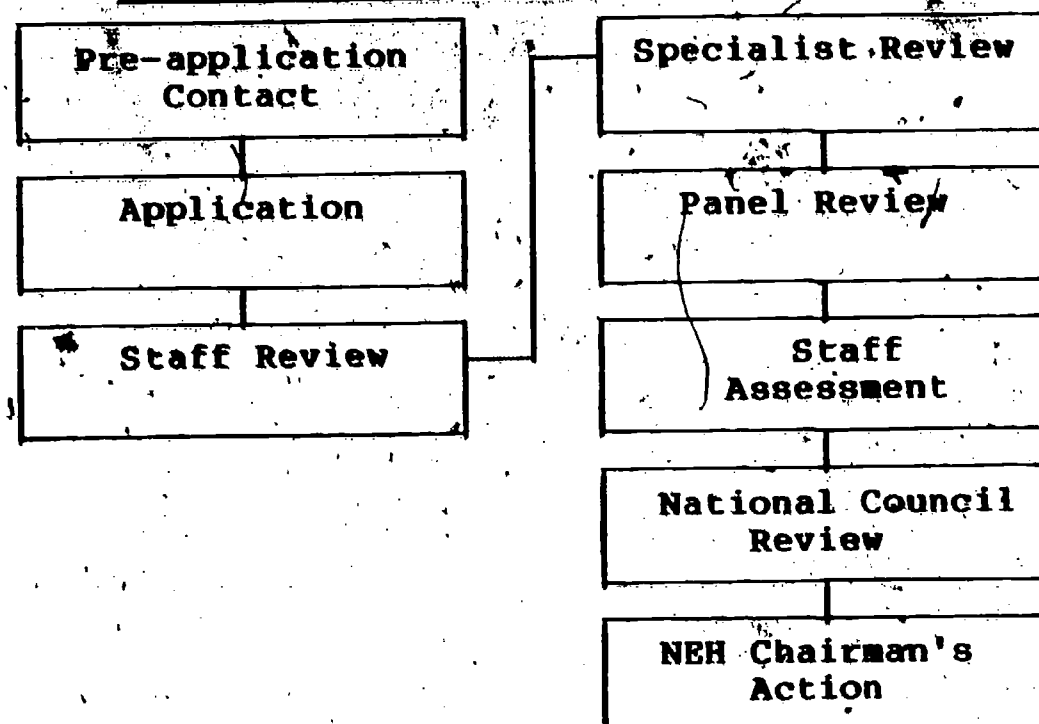 Pre-application
Contact
Application
Staff Review
Specialist Review
Panel Review
Staff
Assessment
National Council
Review
NEH Chairman's
Action